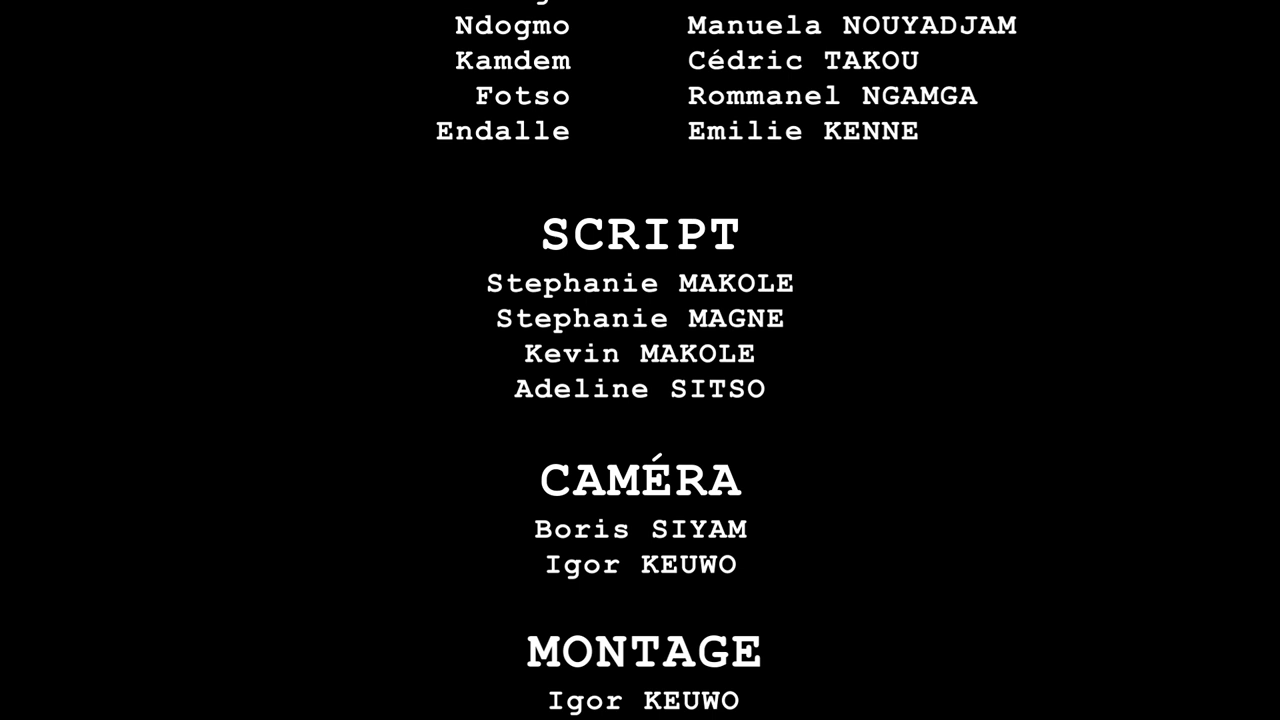 Ndogmo Manuela NOUYADJAM
Kamdem Cédric TAKOU
Fotso Rommanel NGAMGA
Endalle Emilie KENNE
SCRIPT
Stephanie MAKOLE
Stephanie MAGNE
Kevin MAKOLE
Adeline SITSO
CAMÉRA
Boris SIYAM
Igor KEUWO
MONTAGE
Igor KEUWO